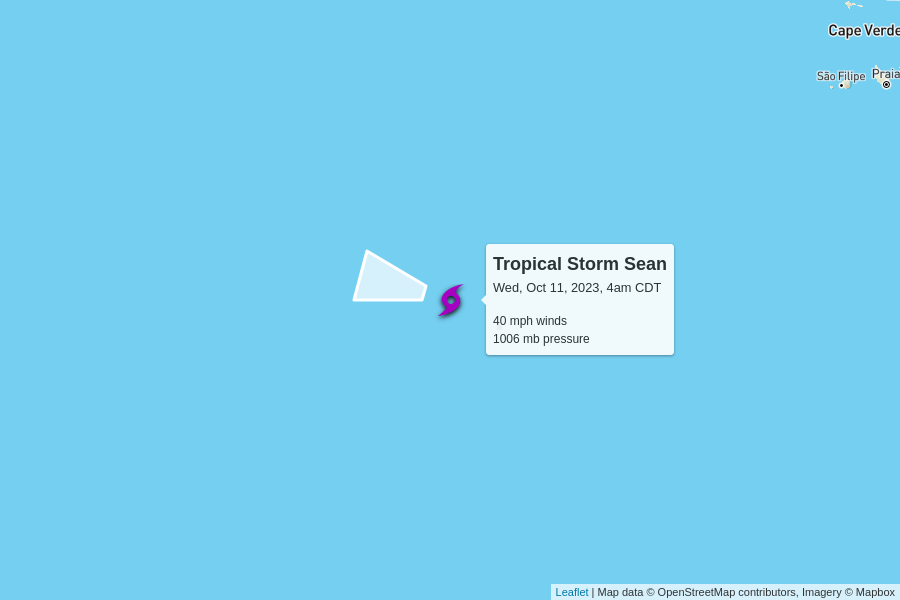 Cape Verde
São Filipe
Praia
Tropical Storm Sean
Wed, Oct 11, 2023, 4am CDT
40 mph winds
1006 mb pressure
Leaflet | Map data © OpenStreetMap contributors, Imagery © Mapbox